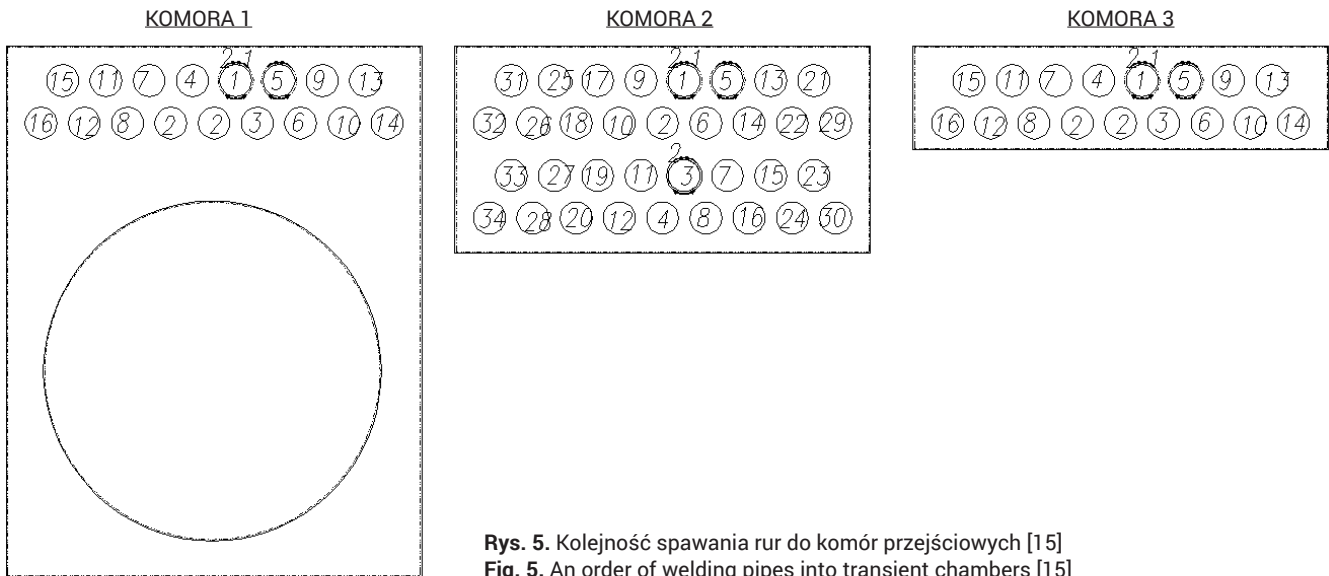 KOMORA 1
2 1
15 11 7 4 1 5 9 13
16 12 8 2 2 3 6 10 14
KOMORA 2
2 1
31 25 17 9 1 5 13 21
32 26 18 10 2 6 14 22 29
2
33 27 19 11 3 7 15 23
34 28 20 12 4 8 16 24 30
KOMORA 3
2 1
15 11 7 4 1 5 9 13
16 12 8 2 2 3 6 10 14
Rys. 5. Kolejność spawania rur do komór przejściowych [15]
Fig. 5. An order of welding pipes into transient chambers [15]